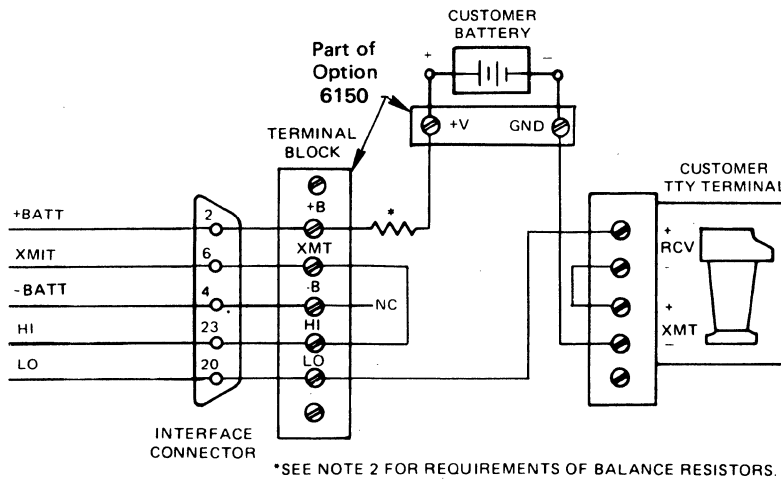 CUSTOMER
BATTERY
Part of
Option
6150
+
−
+V
GND
TERMINAL
BLOCK
CUSTOMER
TTY TERMINAL
+BATT
2
+B
*
+
RCV
XMIT
6
XMT
-
-BATT
4
-B
NC
+
HI
23
HI
XMT
−
LO
20
LO
INTERFACE
CONNECTOR
*SEE NOTE 2 FOR REQUIREMENTS OF BALANCE RESISTORS.